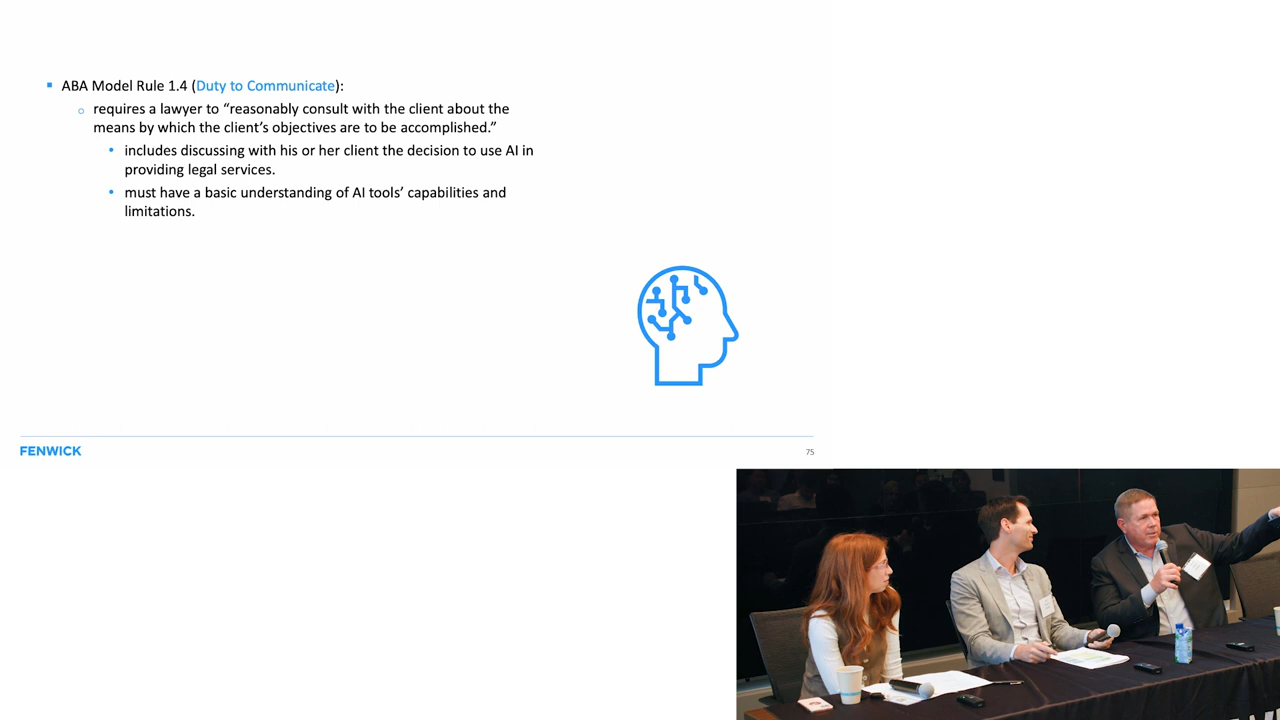 ABA Model Rule 1.4 (Duty to Communicate):
requires a lawyer to “reasonably consult with the client about the
means by which the client’s objectives are to be accomplished.”
includes discussing with his or her client the decision to use AI in
providing legal services.
must have a basic understanding of AI tools’ capabilities and
limitations.
FENWICK
75